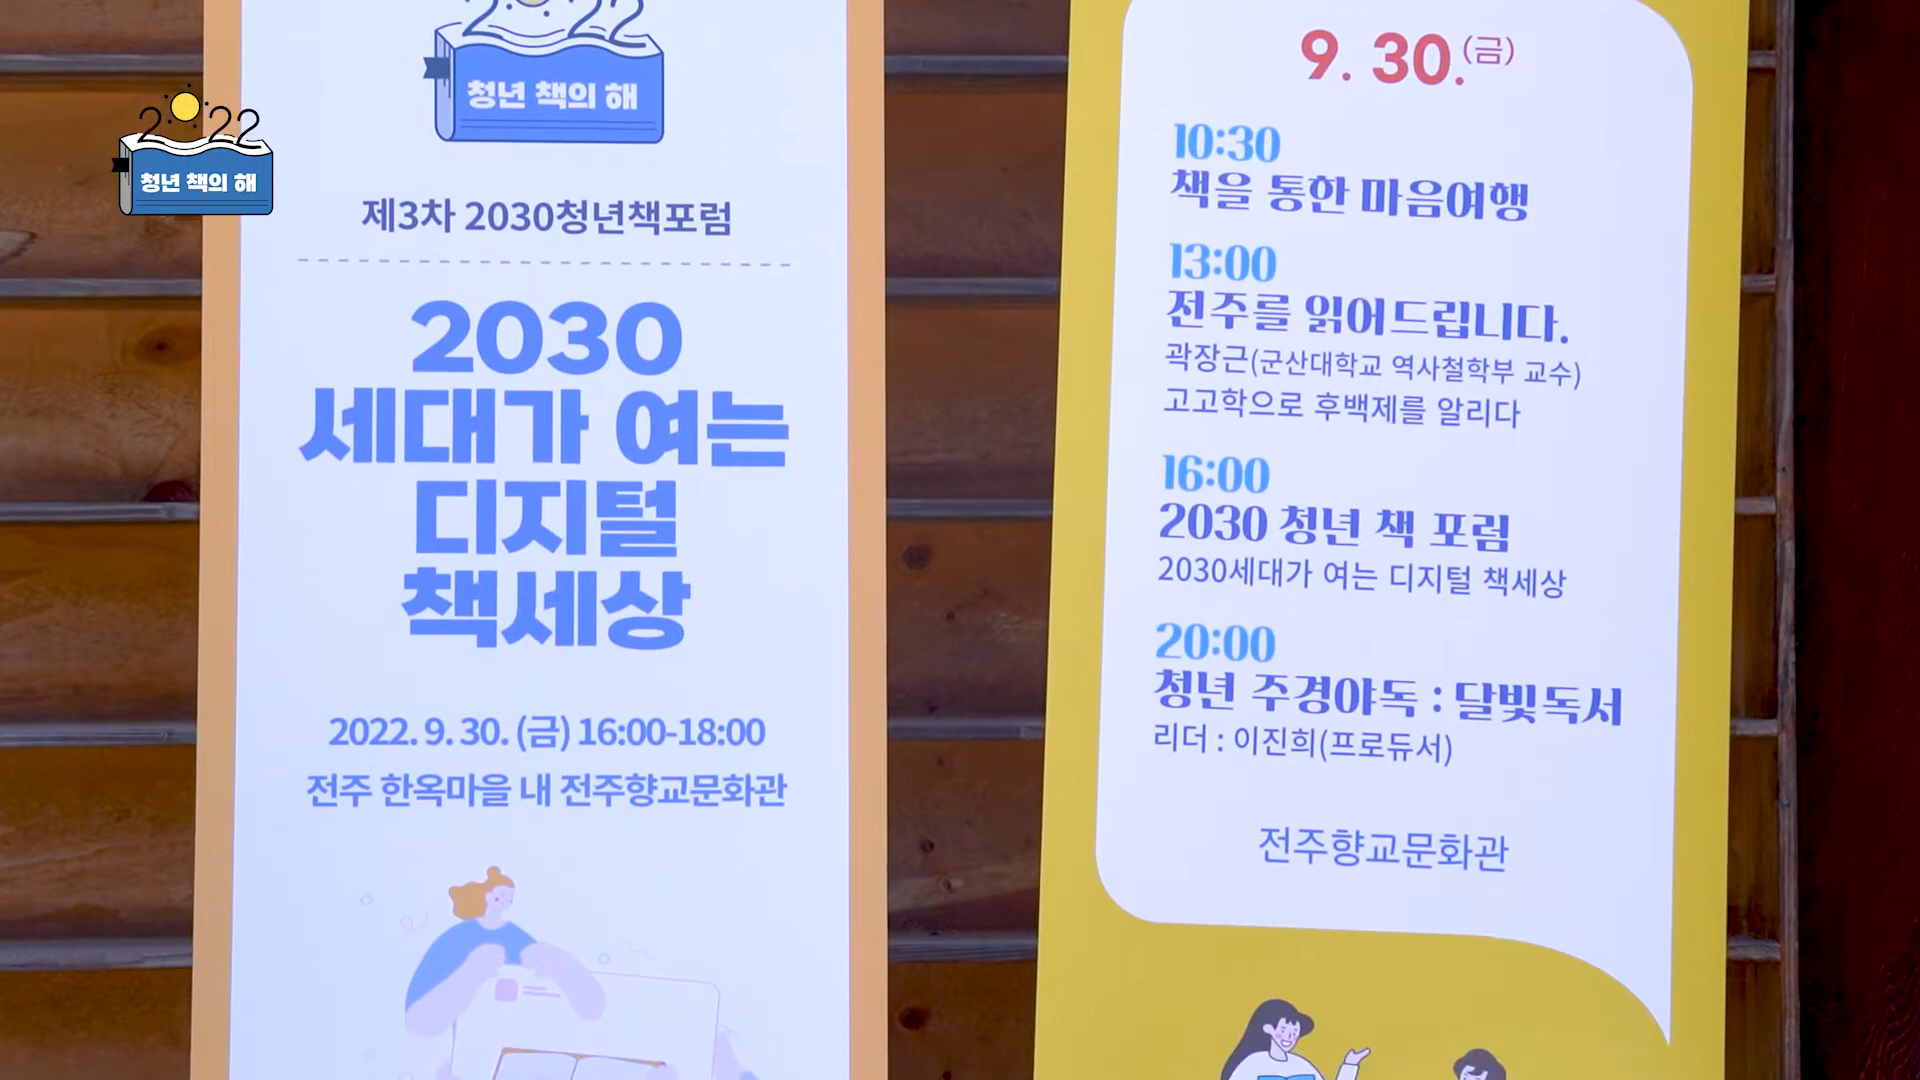 2022
청년 책의 해
2022
청년 책의 해
제3차 2030청년책포럼
2030
세대가 여는
디지털
책세상
2022. 9. 30. (금) 16:00-18:00
전주 한옥마을 내 전주향교문화관
9. 30.(금)
10:30
책을 통한 마음여행
13:00
전주를 읽어드립니다.
곽장근(군산대학교 역사철학부 교수)
고고학으로 후백제를 알리다
16:00
2030 청년 책 포럼
2030세대가 여는 디지털 책세상
20:00
청년 주경야독 : 달빛독서
리더 : 이진희(프로듀서)
전주향교문화관